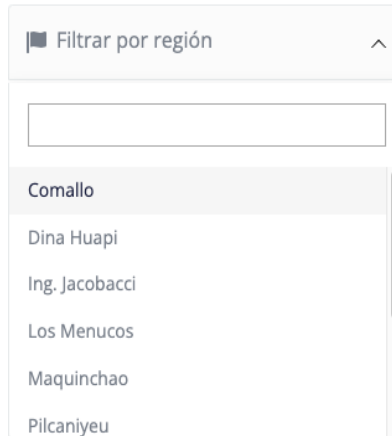 Filtrar por región
Comallo
Dina Huapi
Ing. Jacobacci
Los Menucos
Maquinchao
Pilcaniyeu